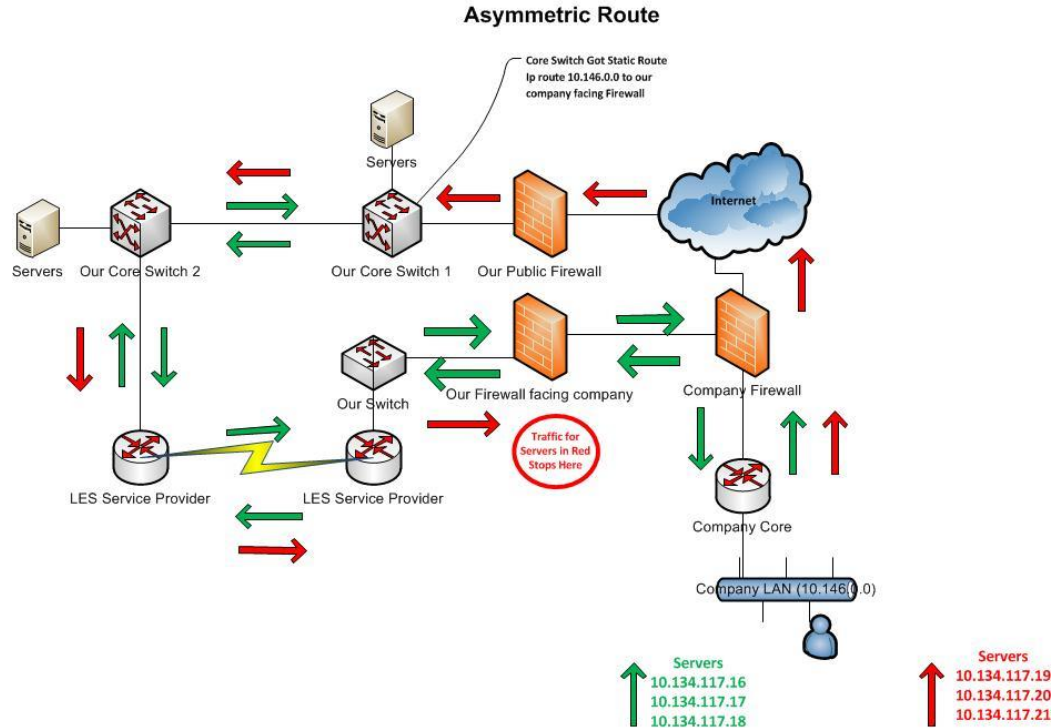 Asymmetric Route
Core Switch Got Static Route
Ip route 10.146.0.0 to our
company facing Firewall
Servers
Internet
Servers
Our Core Switch 2
Our Core Switch 1
Our Public Firewall
Our Switch
Our Firewall facing company
Company Firewall
Traffic for
Servers in Red
Stops Here
LES Service Provider
LES Service Provider
Company Core
Company LAN (10.146.0.0)
Servers
10.134.117.16
10.134.117.17
10.134.117.18
Servers
10.134.117.19
10.134.117.20
10.134.117.21